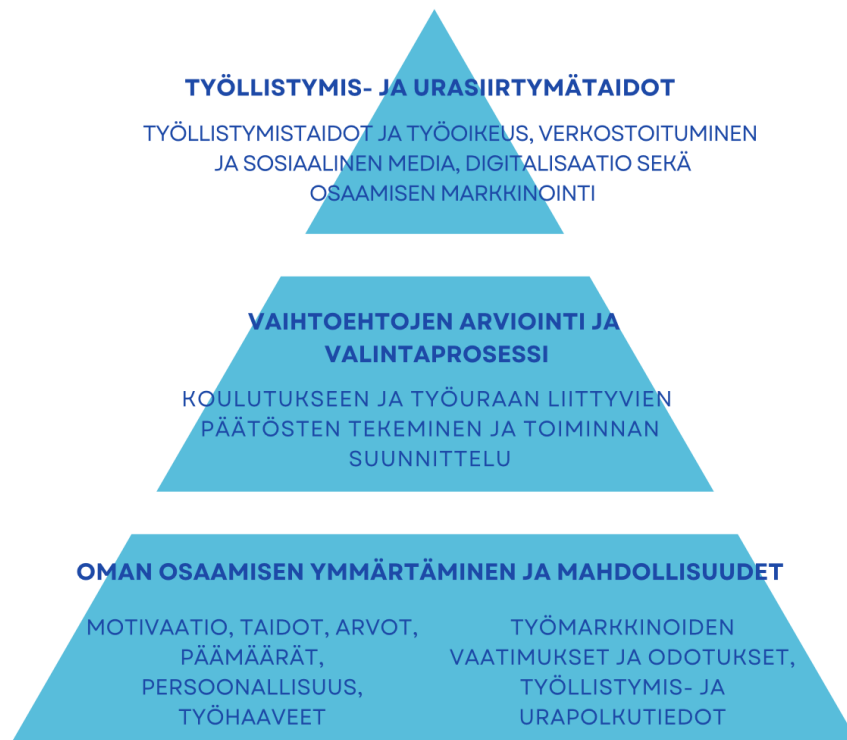 TYÖLLISTYMIS- JA URASIIRTYMÄTAIDOT
TYÖLLISTYMISTAIDOT JA TYÖOIKEUS, VERKOSTOITUMINEN
JA SOSIAALINEN MEDIA, DIGITALISAATIO SEKÄ
OSAAMISEN MARKKINOINTI
VAIHTOEHTOJEN ARVIOINTI JA
VALINTAPROSESSI
KOULUTUKSEEN JA TYÖURAAN LIITTYVIEN
PÄÄTÖSTEN TEKEMINEN JA TOIMINNAN
SUUNNITTELU
OMAN OSAAMISEN YMMÄRTÄMINEN JA MAHDOLLISUUDET
MOTIVAATIO, TAIDOT, ARVOT,
PÄÄMÄÄRÄT,
PERSOONALLISUUS,
TYÖHAAVEET
TYÖMARKKINOIDEN
VAATIMUKSET JA ODOTUKSET,
TYÖLLISTYMIS- JA
URAPOLKUTIEDOT